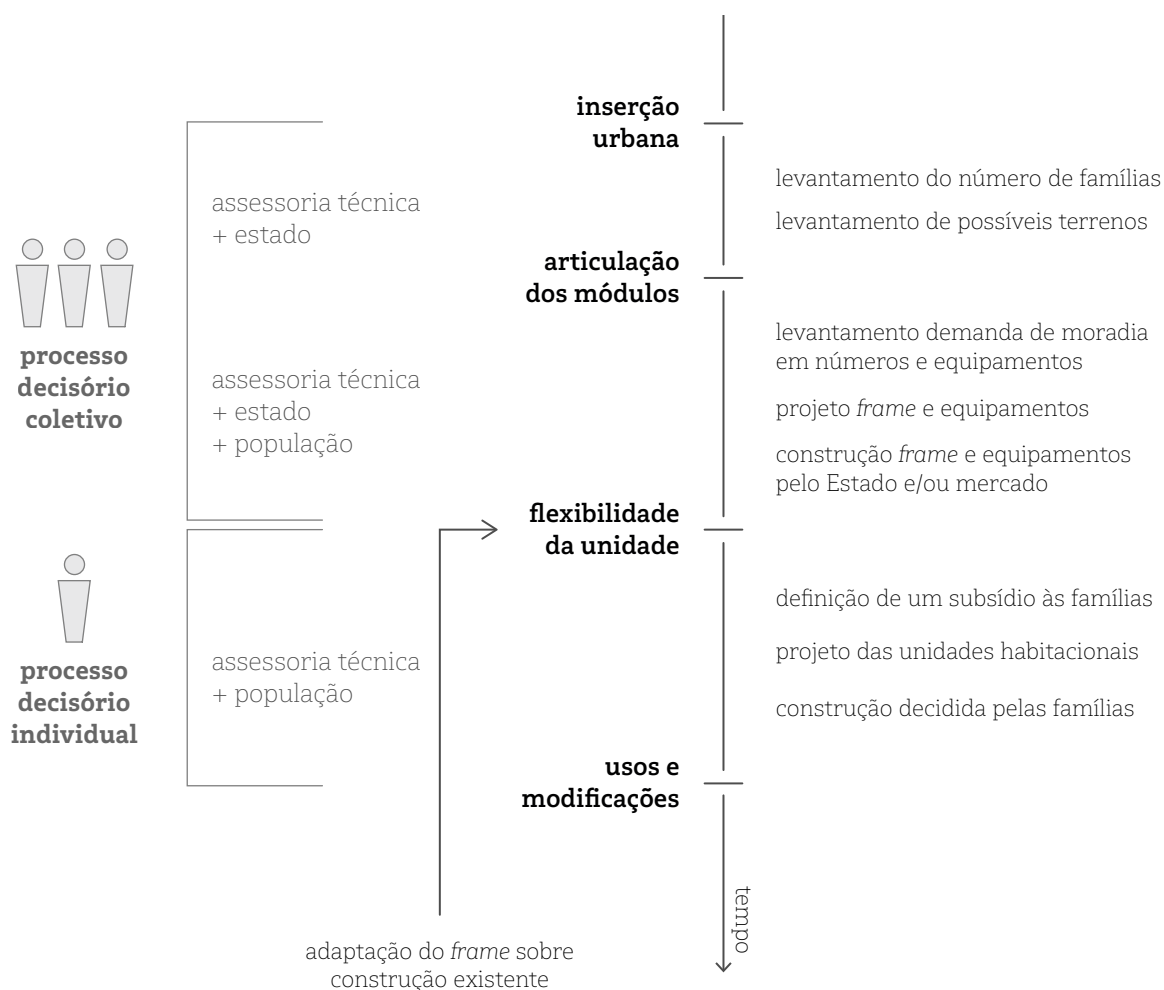 inserção
urbana
levantamento do número de famílias
assessoria técnica
+ estado
levantamento de possíveis terrenos
articulação
dos módulos
processo
decisório
coletivo
levantamento demanda de moradia
em números e equipamentos
assessoria técnica
+ estado
+ população
projeto frame e equipamentos
construção frame e equipamentos
pelo Estado e/ou mercado
flexibilidade
da unidade
definição de um subsídio às famílias
processo
decisório
individual
assessoria técnica
+ população
projeto das unidades habitacionais
construção decidida pelas famílias
usos e
modificações
tempo
adaptação do frame sobre
construção existente